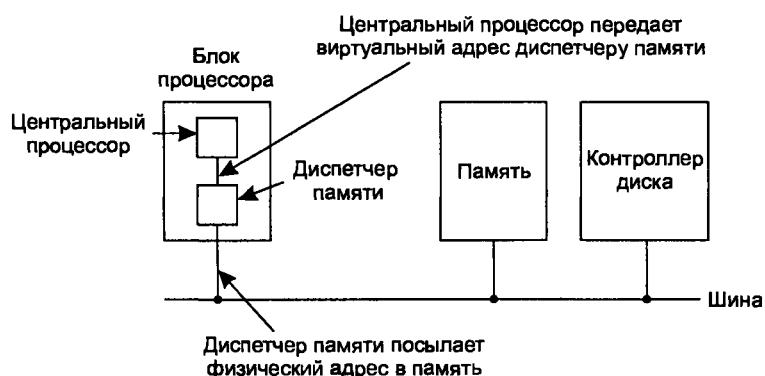 Центральный процессор передает
виртуальный адрес диспетчеру памяти
Блок
процессора
Центральный
процессор
Диспетчер
памяти
Память
Контроллер
диска
Шина
Диспетчер памяти посылает
физический адрес в память